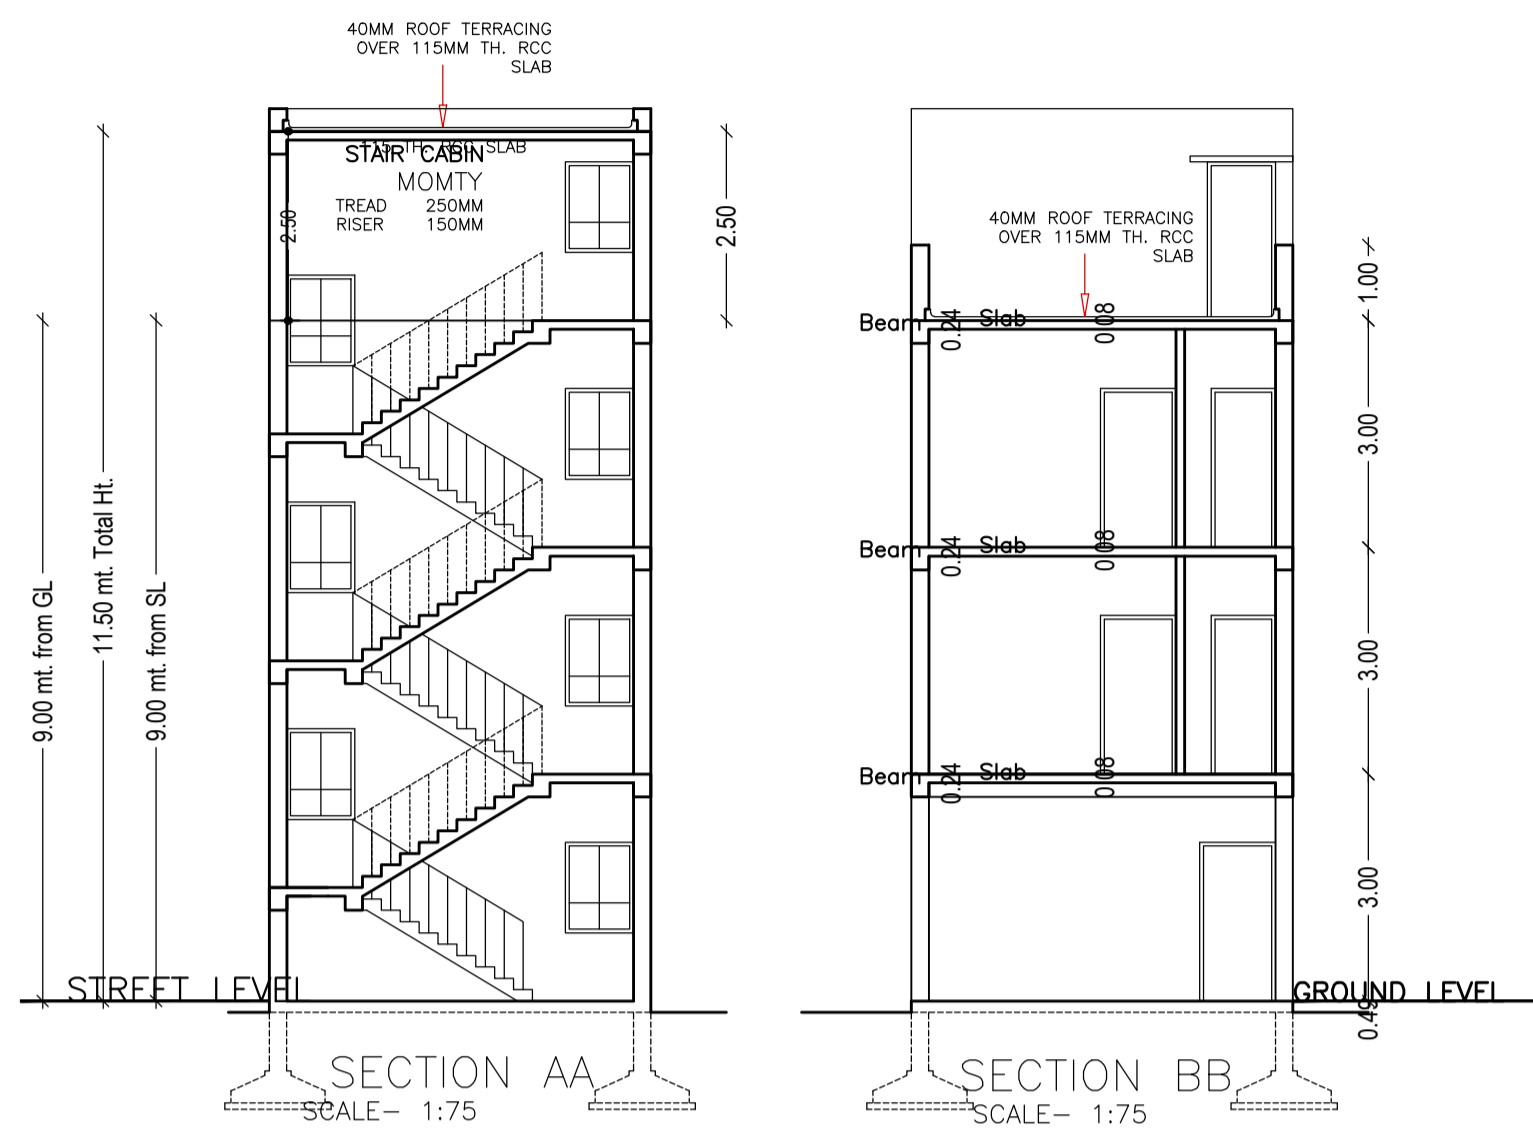 40MM ROOF TERRACING
OVER 115MM TH. RCC
SLAB
115 TH. RCC SLAB
STAIR CABIN
MOMTY
TREAD 250MM
RISER 150MM
2.50
2.50
11.50 mt. Total Ht.
9.00 mt. from GL
9.00 mt. from SL
STREET LEVEL
SECTION AA
SCALE- 1:75
40MM ROOF TERRACING
OVER 115MM TH. RCC
SLAB
1.00
Beam 0.24 Slab 0.08
3.00
Beam 0.24 Slab 0.08
3.00
Beam 0.24 Slab 0.08
3.00
GROUND LEVEL
0.49
SECTION BB
SCALE- 1:75